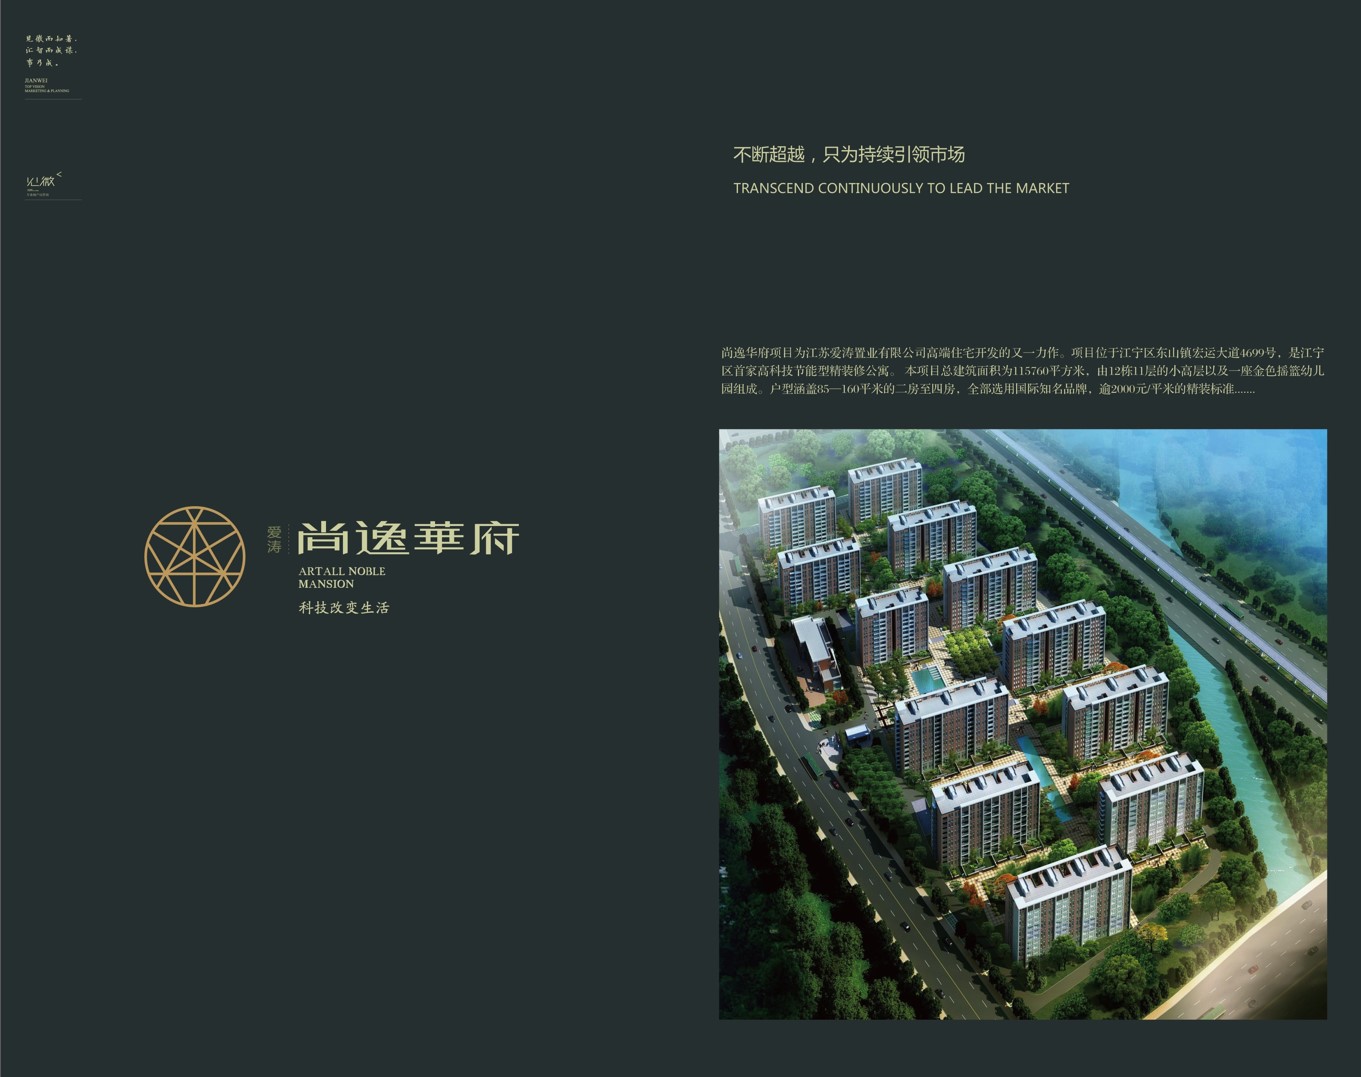 见微而知著。
汇智而成谋。
事乃成。
JIANWEI
TOP VISION
MARKETING & PLANNING
见微
不断超越，只为持续引领市场
TRANSCEND CONTINUOUSLY TO LEAD THE MARKET
尚逸华府项目为江苏爱涛置业有限公司高端住宅开发的又一力作。项目位于江宁区东山镇宏运大道4699号，是江宁
区首家高科技节能型精装修公寓。 本项目总建筑面积为115760平方米，由12栋11层的小高层以及一座金色摇篮幼儿
园组成。户型涵盖85—160平米的二房至四房，全部选用国际知名品牌，逾2000元/平米的精装标准.......
爱涛
尚逸華府
ARTALL NOBLE
MANSION
科技改变生活